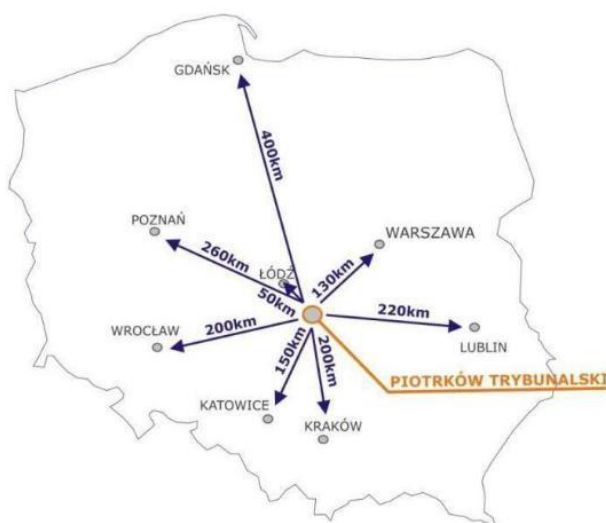 GDAŃSK
400km
POZNAŃ
260km
WARSZAWA
ŁÓDŹ
130km
50km
220km
WROCŁAW
200km
LUBLIN
150km
200km
PIOTRKÓW TRYBUNALSKI
KATOWICE
KRAKÓW